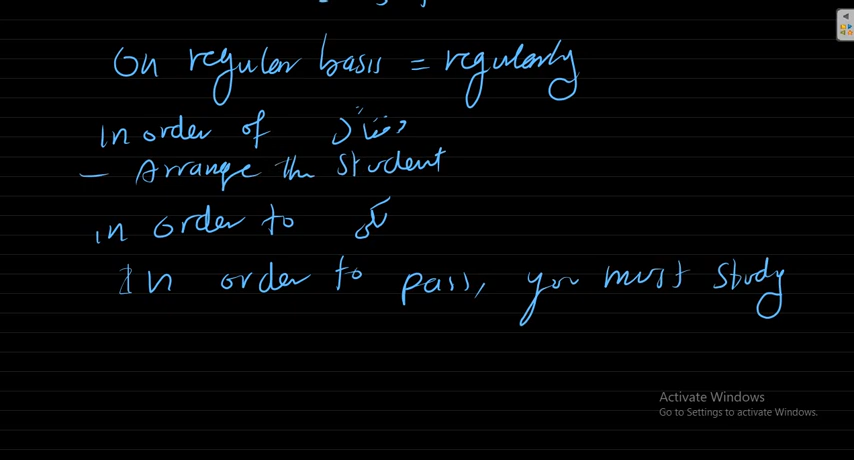 On regular basis = regularly
In order of
— Arrange the student
in order to کی
In order to pass, you must study
Activate Windows
Go to Settings to activate Windows.